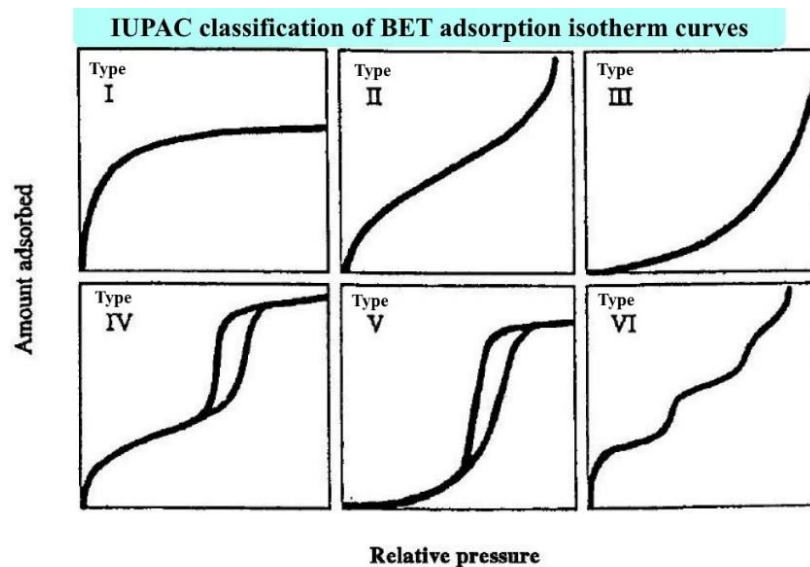 IUPAC classification of BET adsorption isotherm curves
Type
I
Type
II
Type
III
Type
IV
Type
V
Type
VI
Amount adsorbed
Relative pressure